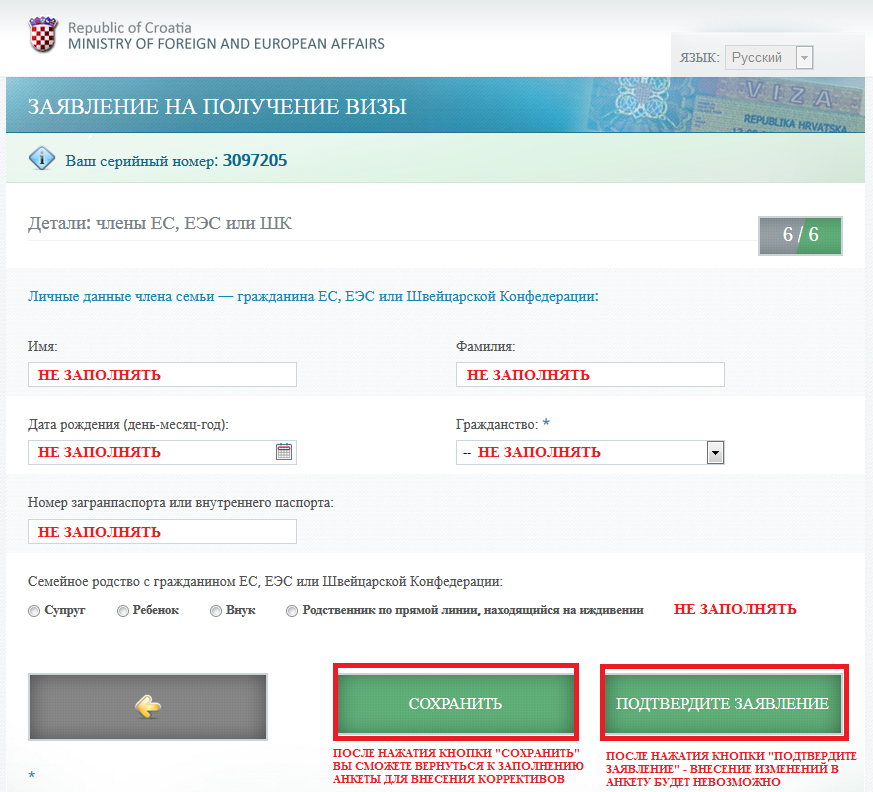 Republic of Croatia
MINISTRY OF FOREIGN AND EUROPEAN AFFAIRS
ЯЗЫК: Русский
ЗАЯВЛЕНИЕ НА ПОЛУЧЕНИЕ ВИЗЫ
VIZA
REPUBLIKA HRVATSKA
Ваш серийный номер: 3097205
Детали: члены ЕС, ЕЭС или ШК
6 / 6
Личные данные члена семьи — гражданина ЕС, ЕЭС или Швейцарской Конфедерации:
Имя: Фамилия:
НЕ ЗАПОЛНЯТЬ НЕ ЗАПОЛНЯТЬ
Дата рождения (день-месяц-год): Гражданство: *
НЕ ЗАПОЛНЯТЬ -- НЕ ЗАПОЛНЯТЬ
Номер загранпаспорта или внутреннего паспорта:
НЕ ЗАПОЛНЯТЬ
Семейное родство с гражданином ЕС, ЕЭС или Швейцарской Конфедерации:
Супруг Ребенок Внук Родственник по прямой линии, находящийся на иждивении НЕ ЗАПОЛНЯТЬ
СОХРАНИТЬ ПОДТВЕРДИТЕ ЗАЯВЛЕНИЕ
ПОСЛЕ НАЖАТИЯ КНОПКИ "СОХРАНИТЬ"
ВЫ СМОЖЕТЕ ВЕРНУТЬСЯ К ЗАПОЛНЕНИЮ
АНКЕТЫ ДЛЯ ВНЕСЕНИЯ КОРРЕКТИВОВ
ПОСЛЕ НАЖАТИЯ КНОПКИ "ПОДТВЕРДИТЕ
ЗАЯВЛЕНИЕ" - ВНЕСЕНИЕ ИЗМЕНЕНИЙ В
АНКЕТУ БУДЕТ НЕВОЗМОЖНО
*